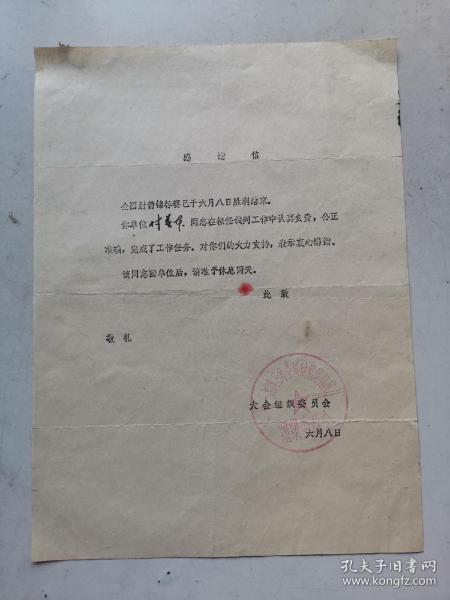 感谢信
全国射箭锦标赛已于六月八日胜利结束。
你单位 同志在担任裁判工作中认真负责，公正
准确，完成了工作任务。对你们的大力支持，表示衷心感谢。
该同志回单位后，请准予休息两天。
此致
敬礼
大会组织委员会
六月八日
孔夫子旧书网
www.kongfz.com